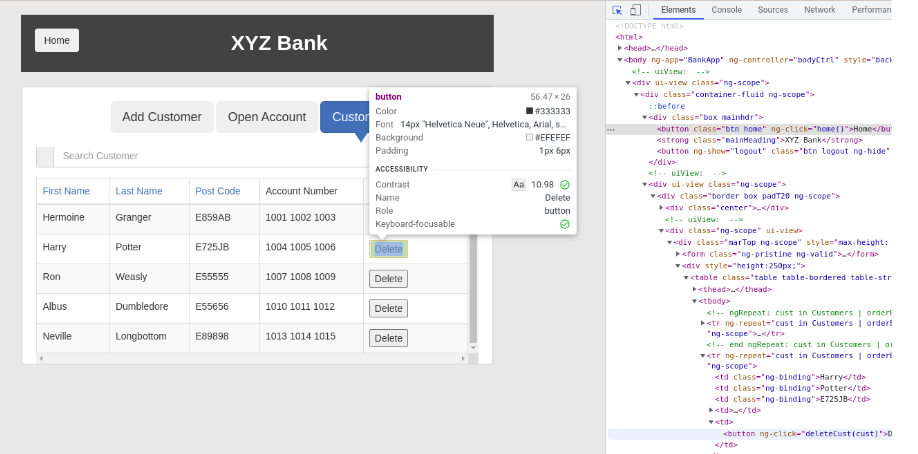 Home
XYZ Bank
Add Customer
Open Account
Custom
Search Customer
First Name Last Name Post Code Account Number
Hermoine Granger E859AB 1001 1002 1003
Harry Potter E725JB 1004 1005 1006 Delete
Ron Weasly E55555 1007 1008 1009 Delete
Albus Dumbledore E55656 1010 1011 1012 Delete
Neville Longbottom E89898 1013 1014 1015 Delete
button 56.47 × 26
Color #333333
Font 14px "Helvetica Neue", Helvetica, Arial, s...
Background #EFEFEF
Padding 1px 6px
ACCESSIBILITY
Contrast Aa 10.98
Name Delete
Role button
Keyboard-focusable
Elements Console Sources Network Performan
<!DOCTYPE html>
<html>
<head>…</head>
<body ng-app="BankApp" ng-controller="bodyCtrl" style="back
<!-- uiView:  -->
<div ui-view class="ng-scope">
<div class="container-fluid ng-scope">
::before
<div class="box mainhdr">
<button class="btn home" ng-click="home()">Home</bu
<strong class="mainHeading">XYZ Bank</strong>
<button ng-show="logout" class="btn logout ng-hide"
</div>
<!-- uiView:  -->
<div ui-view class="ng-scope">
<div class="border box padT20 ng-scope">
<div class="center">…</div>
<!-- uiView:  -->
<div class="ng-scope" ui-view>
<div class="marTop ng-scope" style="max-height:
<form class="ng-pristine ng-valid">…</form>
<div style="height:250px;">
<table class="table table-bordered table-str
<thead>…</thead>
<tbody>
<!-- ngRepeat: cust in Customers | orderB
<tr ng-repeat="cust in Customers | orderB
"ng-scope">…</tr>
<!-- end ngRepeat: cust in Customers | or
<tr ng-repeat="cust in Customers | orderB
"ng-scope">
<td class="ng-binding">Harry</td>
<td class="ng-binding">Potter</td>
<td class="ng-binding">E725JB</td>
<td>…</td>
<td>
<button ng-click="deleteCust(cust)">D
</td>